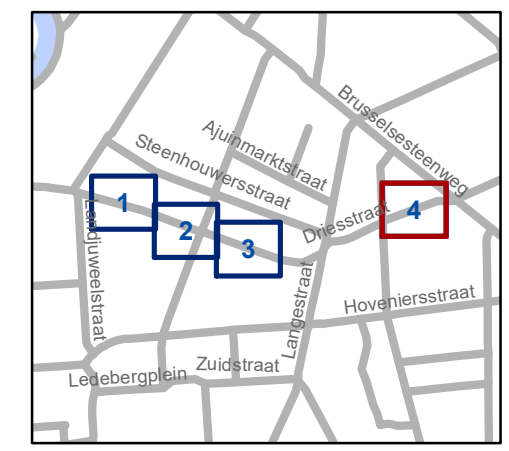 Brusselsesteenweg
Ajuinmarktstraat
Steenhouwersstraat
1
2
3
4
Driesstraat
Landjuweelstraat
Langestraat
Hoveniersstraat
Zuidstraat
Ledebergplein